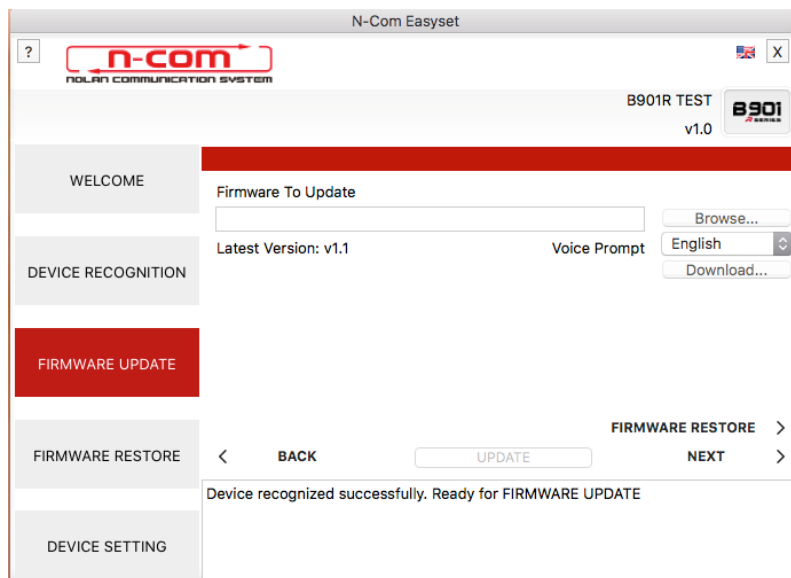 N-Com Easyset
?
n-com
NOLAN COMMUNICATION SYSTEM
X
B901R TEST
v1.0
B901
R SERIES
WELCOME
DEVICE RECOGNITION
FIRMWARE UPDATE
FIRMWARE RESTORE
DEVICE SETTING
Firmware To Update
Browse...
Latest Version: v1.1
Voice Prompt
English
Download...
FIRMWARE RESTORE >
< BACK
UPDATE
NEXT >
Device recognized successfully. Ready for FIRMWARE UPDATE